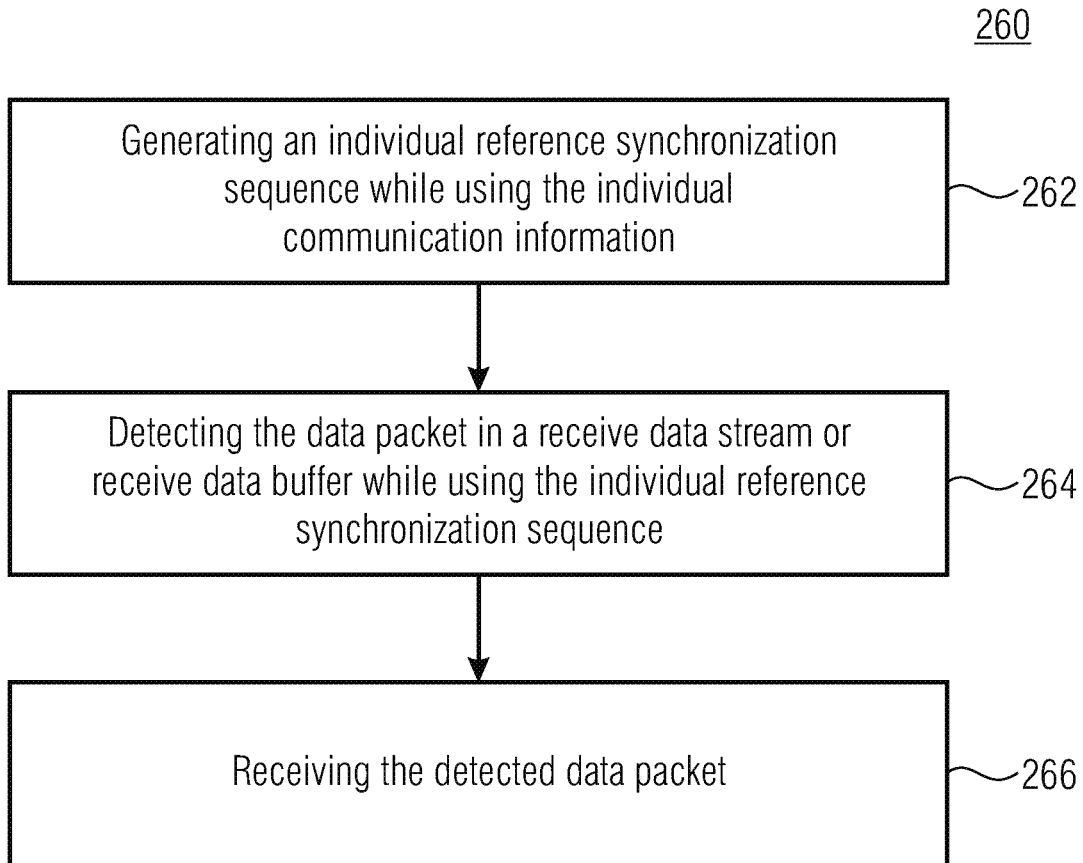 260
Generating an individual reference synchronization
sequence while using the individual
communication information
262
Detecting the data packet in a receive data stream or
receive data buffer while using the individual reference
synchronization sequence
264
Receiving the detected data packet
266